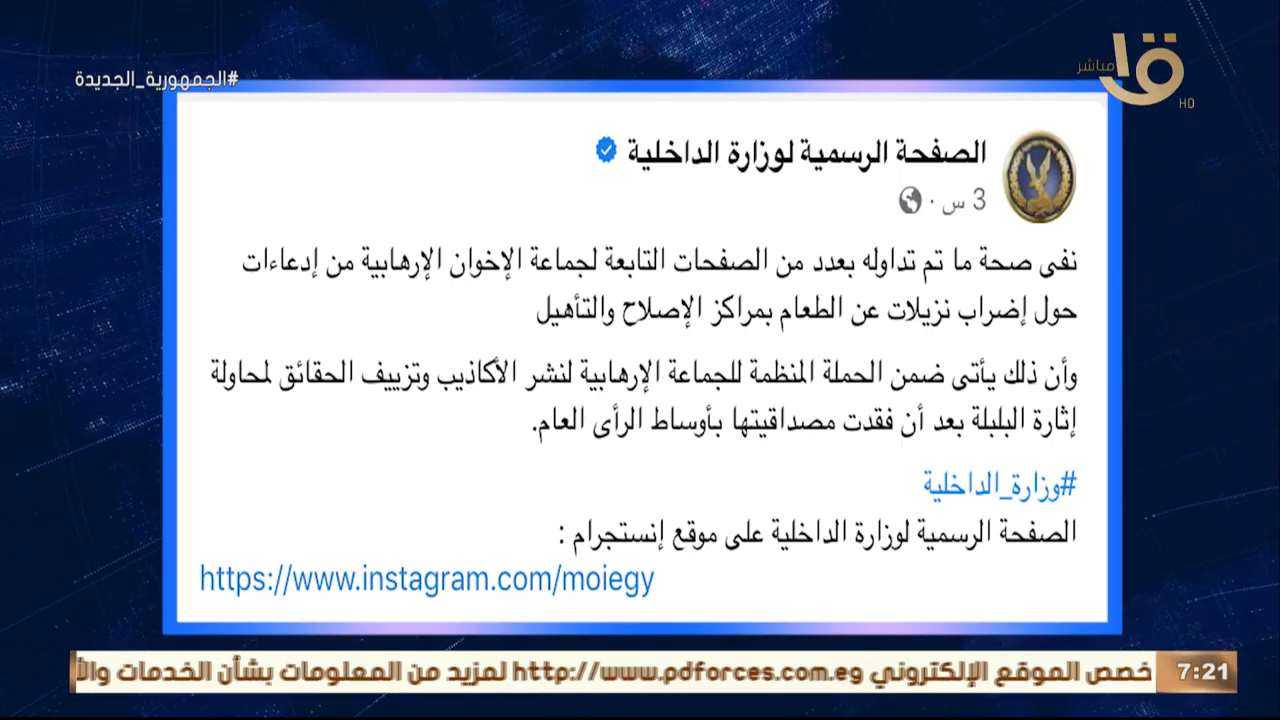 #الجمهورية_الجديدة
مباشر
HD
الصفحة الرسمية لوزارة الداخلية
3 س ·
نفى صحة ما تم تداوله بعدد من الصفحات التابعة لجماعة الإخوان الإرهابية من إدعاءات
حول إضراب نزيلات عن الطعام بمراكز الإصلاح والتأهيل
وأن ذلك يأتى ضمن الحملة المنظمة للجماعة الإرهابية لنشر الأكاذيب وتزييف الحقائق لمحاولة
إثارة البلبلة بعد أن فقدت مصداقيتها بأوساط الرأى العام.
#وزارة_الداخلية
الصفحة الرسمية لوزارة الداخلية على موقع إنستجرام :
https://www.instagram.com/moiegy
7:21 خصص الموقع الإلكتروني http://www.pdforces.com.eg لمزيد من المعلومات بشأن الخدمات